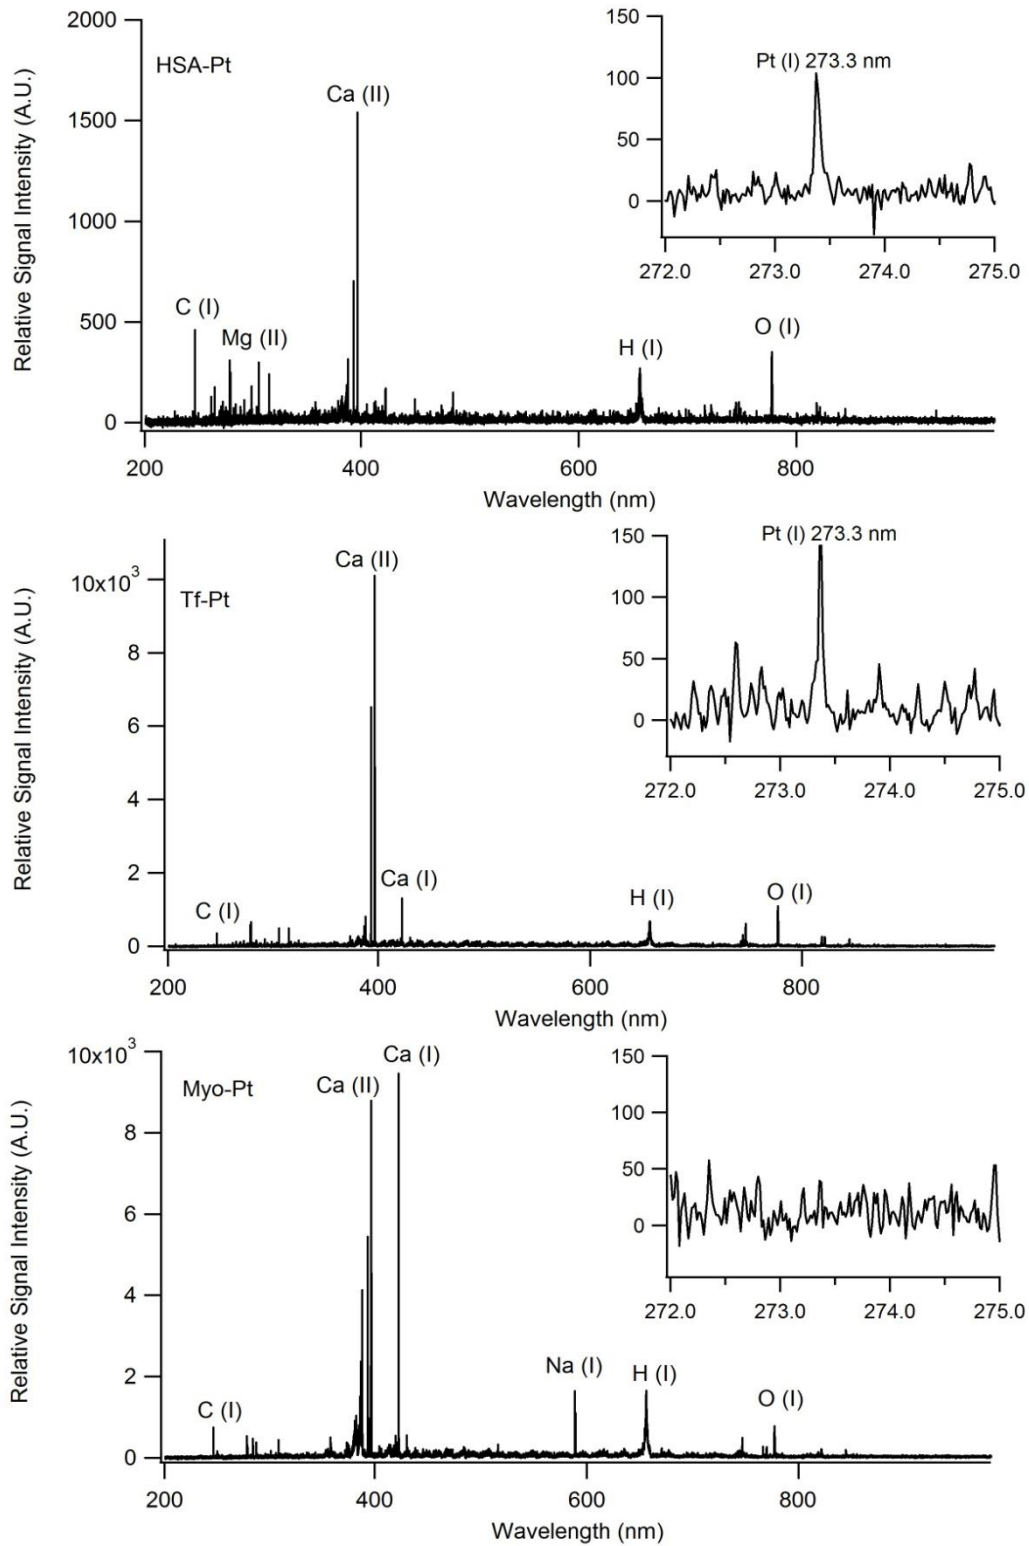 HSA-Pt
Relative Signal Intensity (A.U.)
2000
1500
1000
500
0
C (I)
Mg (II)
Ca (II)
H (I)
O (I)
200
400
600
800
Wavelength (nm)
150
100
50
0
Pt (I) 273.3 nm
272.0
273.0
274.0
275.0
Tf-Pt
Relative Signal Intensity (A.U.)
10x10³
8
6
4
2
0
C (I)
Ca (II)
Ca (I)
H (I)
O (I)
200
400
600
800
Wavelength (nm)
150
100
50
0
Pt (I) 273.3 nm
272.0
273.0
274.0
275.0
Myo-Pt
Relative Signal Intensity (A.U.)
10x10³
8
6
4
2
0
C (I)
Ca (II)
Ca (I)
Na (I)
H (I)
O (I)
200
400
600
800
Wavelength (nm)
150
100
50
0
272.0
273.0
274.0
275.0